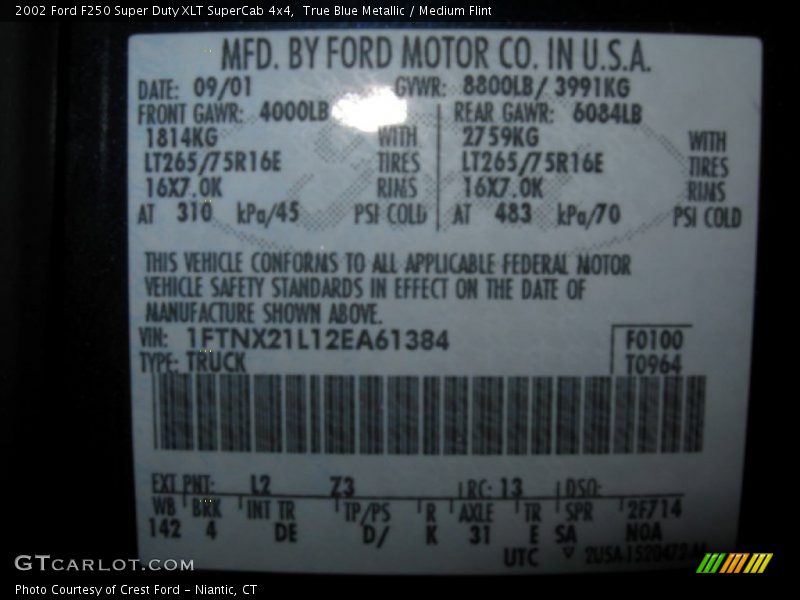 2002 Ford F250 Super Duty XLT SuperCab 4x4, True Blue Metallic / Medium Flint
MFD. BY FORD MOTOR CO. IN U.S.A.
DATE: 09/01 GVWR: 8800LB/ 3991KG
FRONT GAWR: 4000LB REAR GAWR: 6084LB
1814KG WITH 2759KG WITH
LT265/75R16E TIRES LT265/75R16E TIRES
16X7.0K RIMS 16X7.0K RIMS
AT 310 kPa/45 PSI COLD AT 483 kPa/70 PSI COLD
THIS VEHICLE CONFORMS TO ALL APPLICABLE FEDERAL MOTOR
VEHICLE SAFETY STANDARDS IN EFFECT ON THE DATE OF
MANUFACTURE SHOWN ABOVE.
VIN: 1FTNX21L12EA61384 F0100
TYPE: TRUCK T0964
EXT PNT: L2 Z3 RC: 13 DSO:
WB BRK INT TR TP/PS R AXLE TR SPR 2F714
142 4 DE D/ K 31 E SA NOA
UTC
GTCARLOT.COM
Photo Courtesy of Crest Ford - Niantic, CT